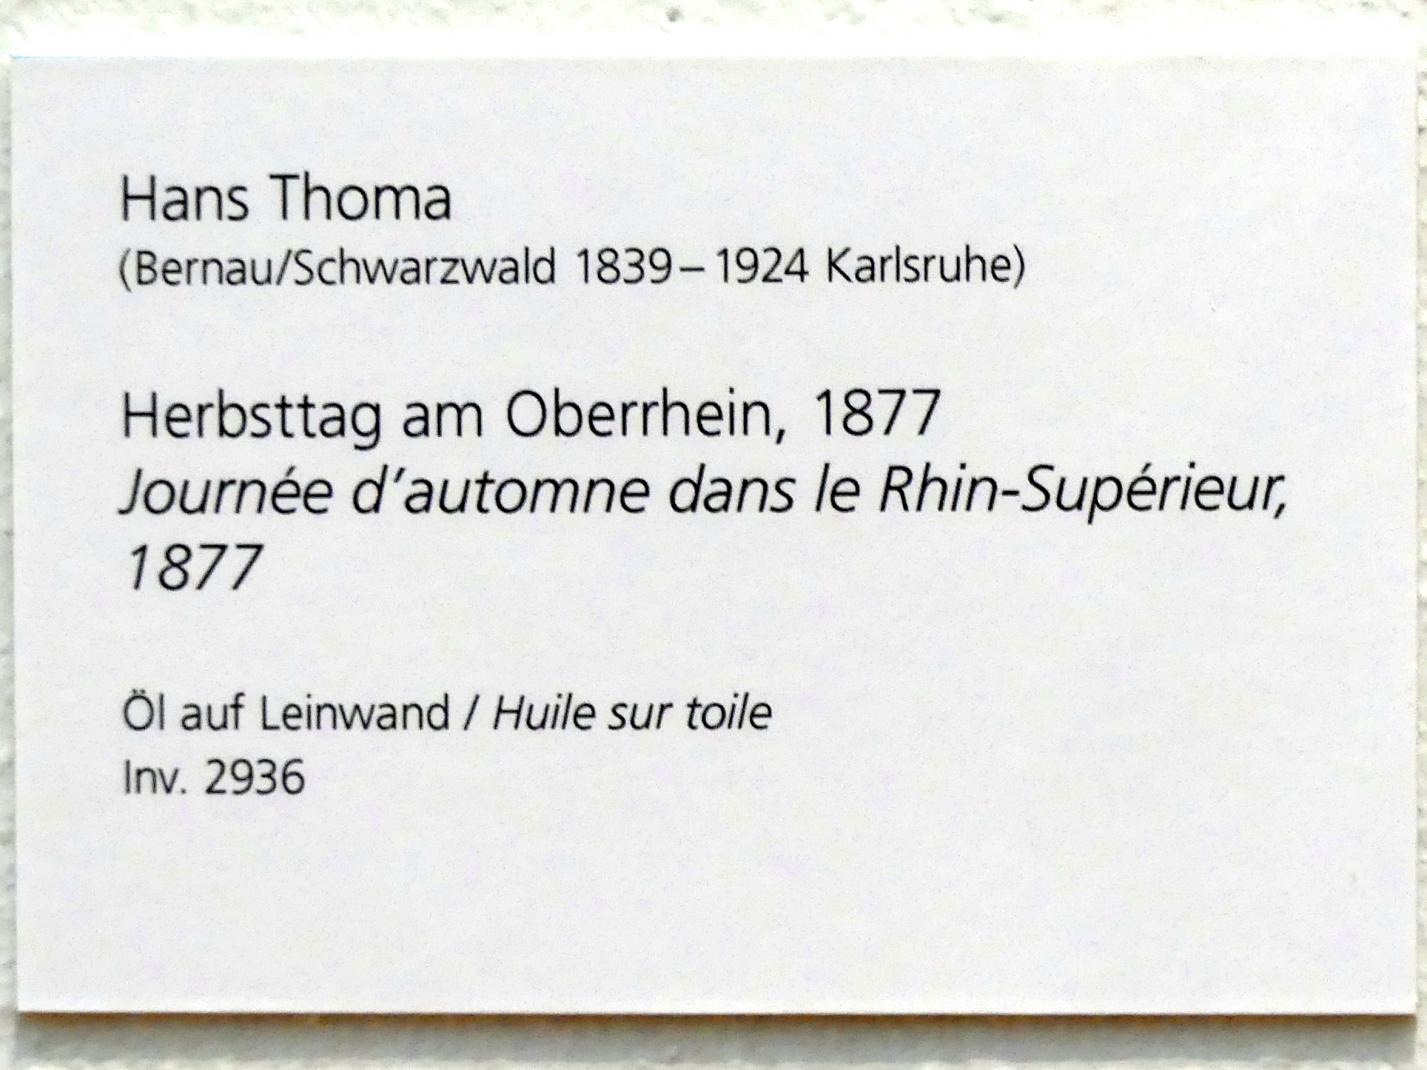 Hans Thoma
(Bernau/Schwarzwald 1839 – 1924 Karlsruhe)
Herbsttag am Oberrhein, 1877
Journée d’automne dans le Rhin-Supérieur,
1877
Öl auf Leinwand / Huile sur toile
Inv. 2936